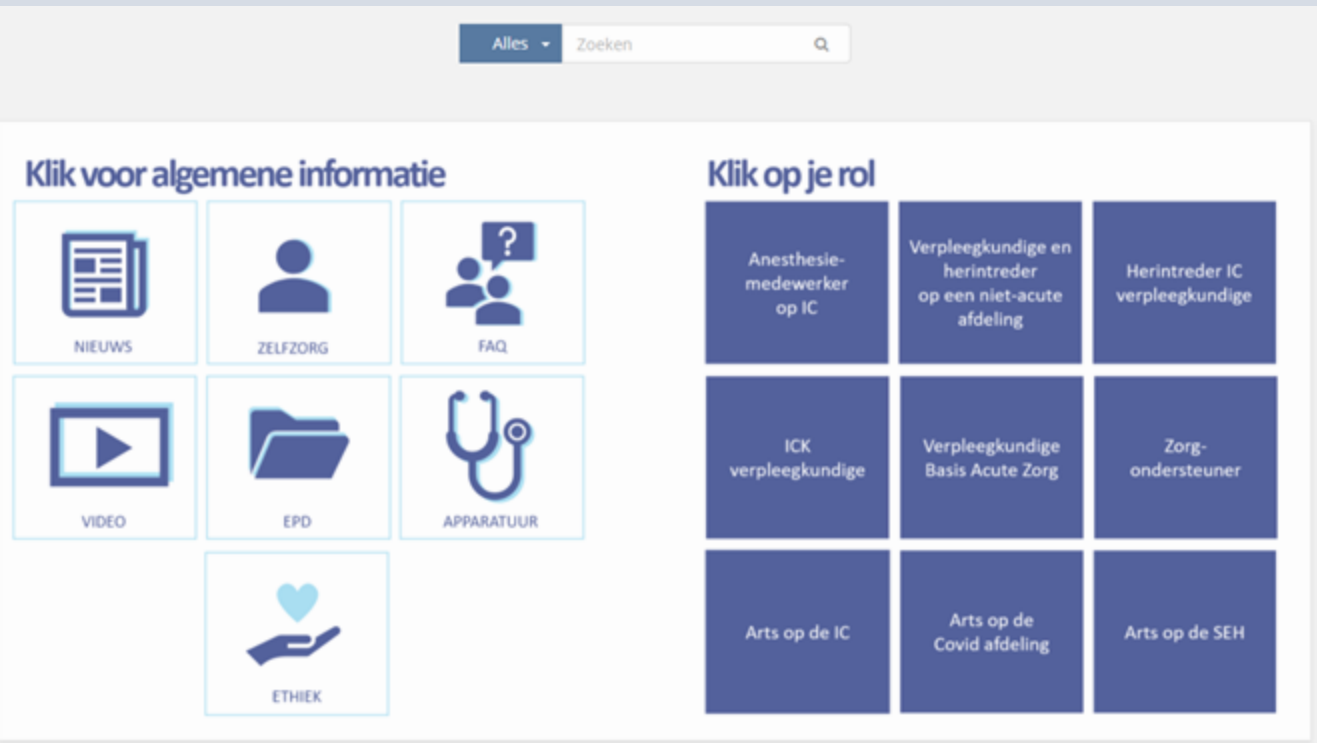 Alles
Zoeken
Klik voor algemene informatie
NIEUWS
ZELFZORG
?
FAQ
VIDEO
EPD
APPARATUUR
ETHIEK
Klik op je rol
Anesthesie-
medewerker
op IC
Verpleegkundige en
herintreder
op een niet-acute
afdeling
Herintreder IC
verpleegkundige
ICK
verpleegkundige
Verpleegkundige
Basis Acute Zorg
Zorg-
ondersteuner
Arts op de IC
Arts op de
Covid afdeling
Arts op de SEH